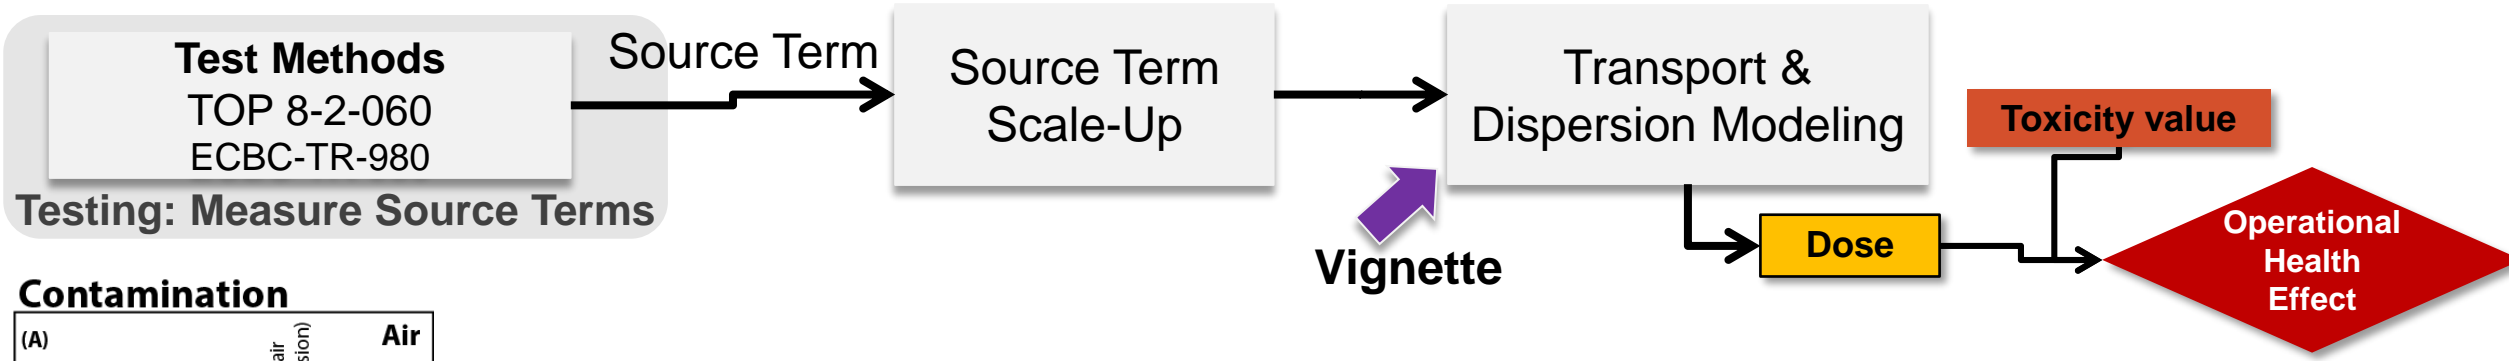 Test Methods
TOP 8-2-060
ECBC-TR-980
Testing: Measure Source Terms
Source Term
Source Term
Scale-Up
Transport &
Dispersion Modeling
Vignette
Toxicity value
Dose
Operational
Health
Effect
Contamination
(A)
air
Air